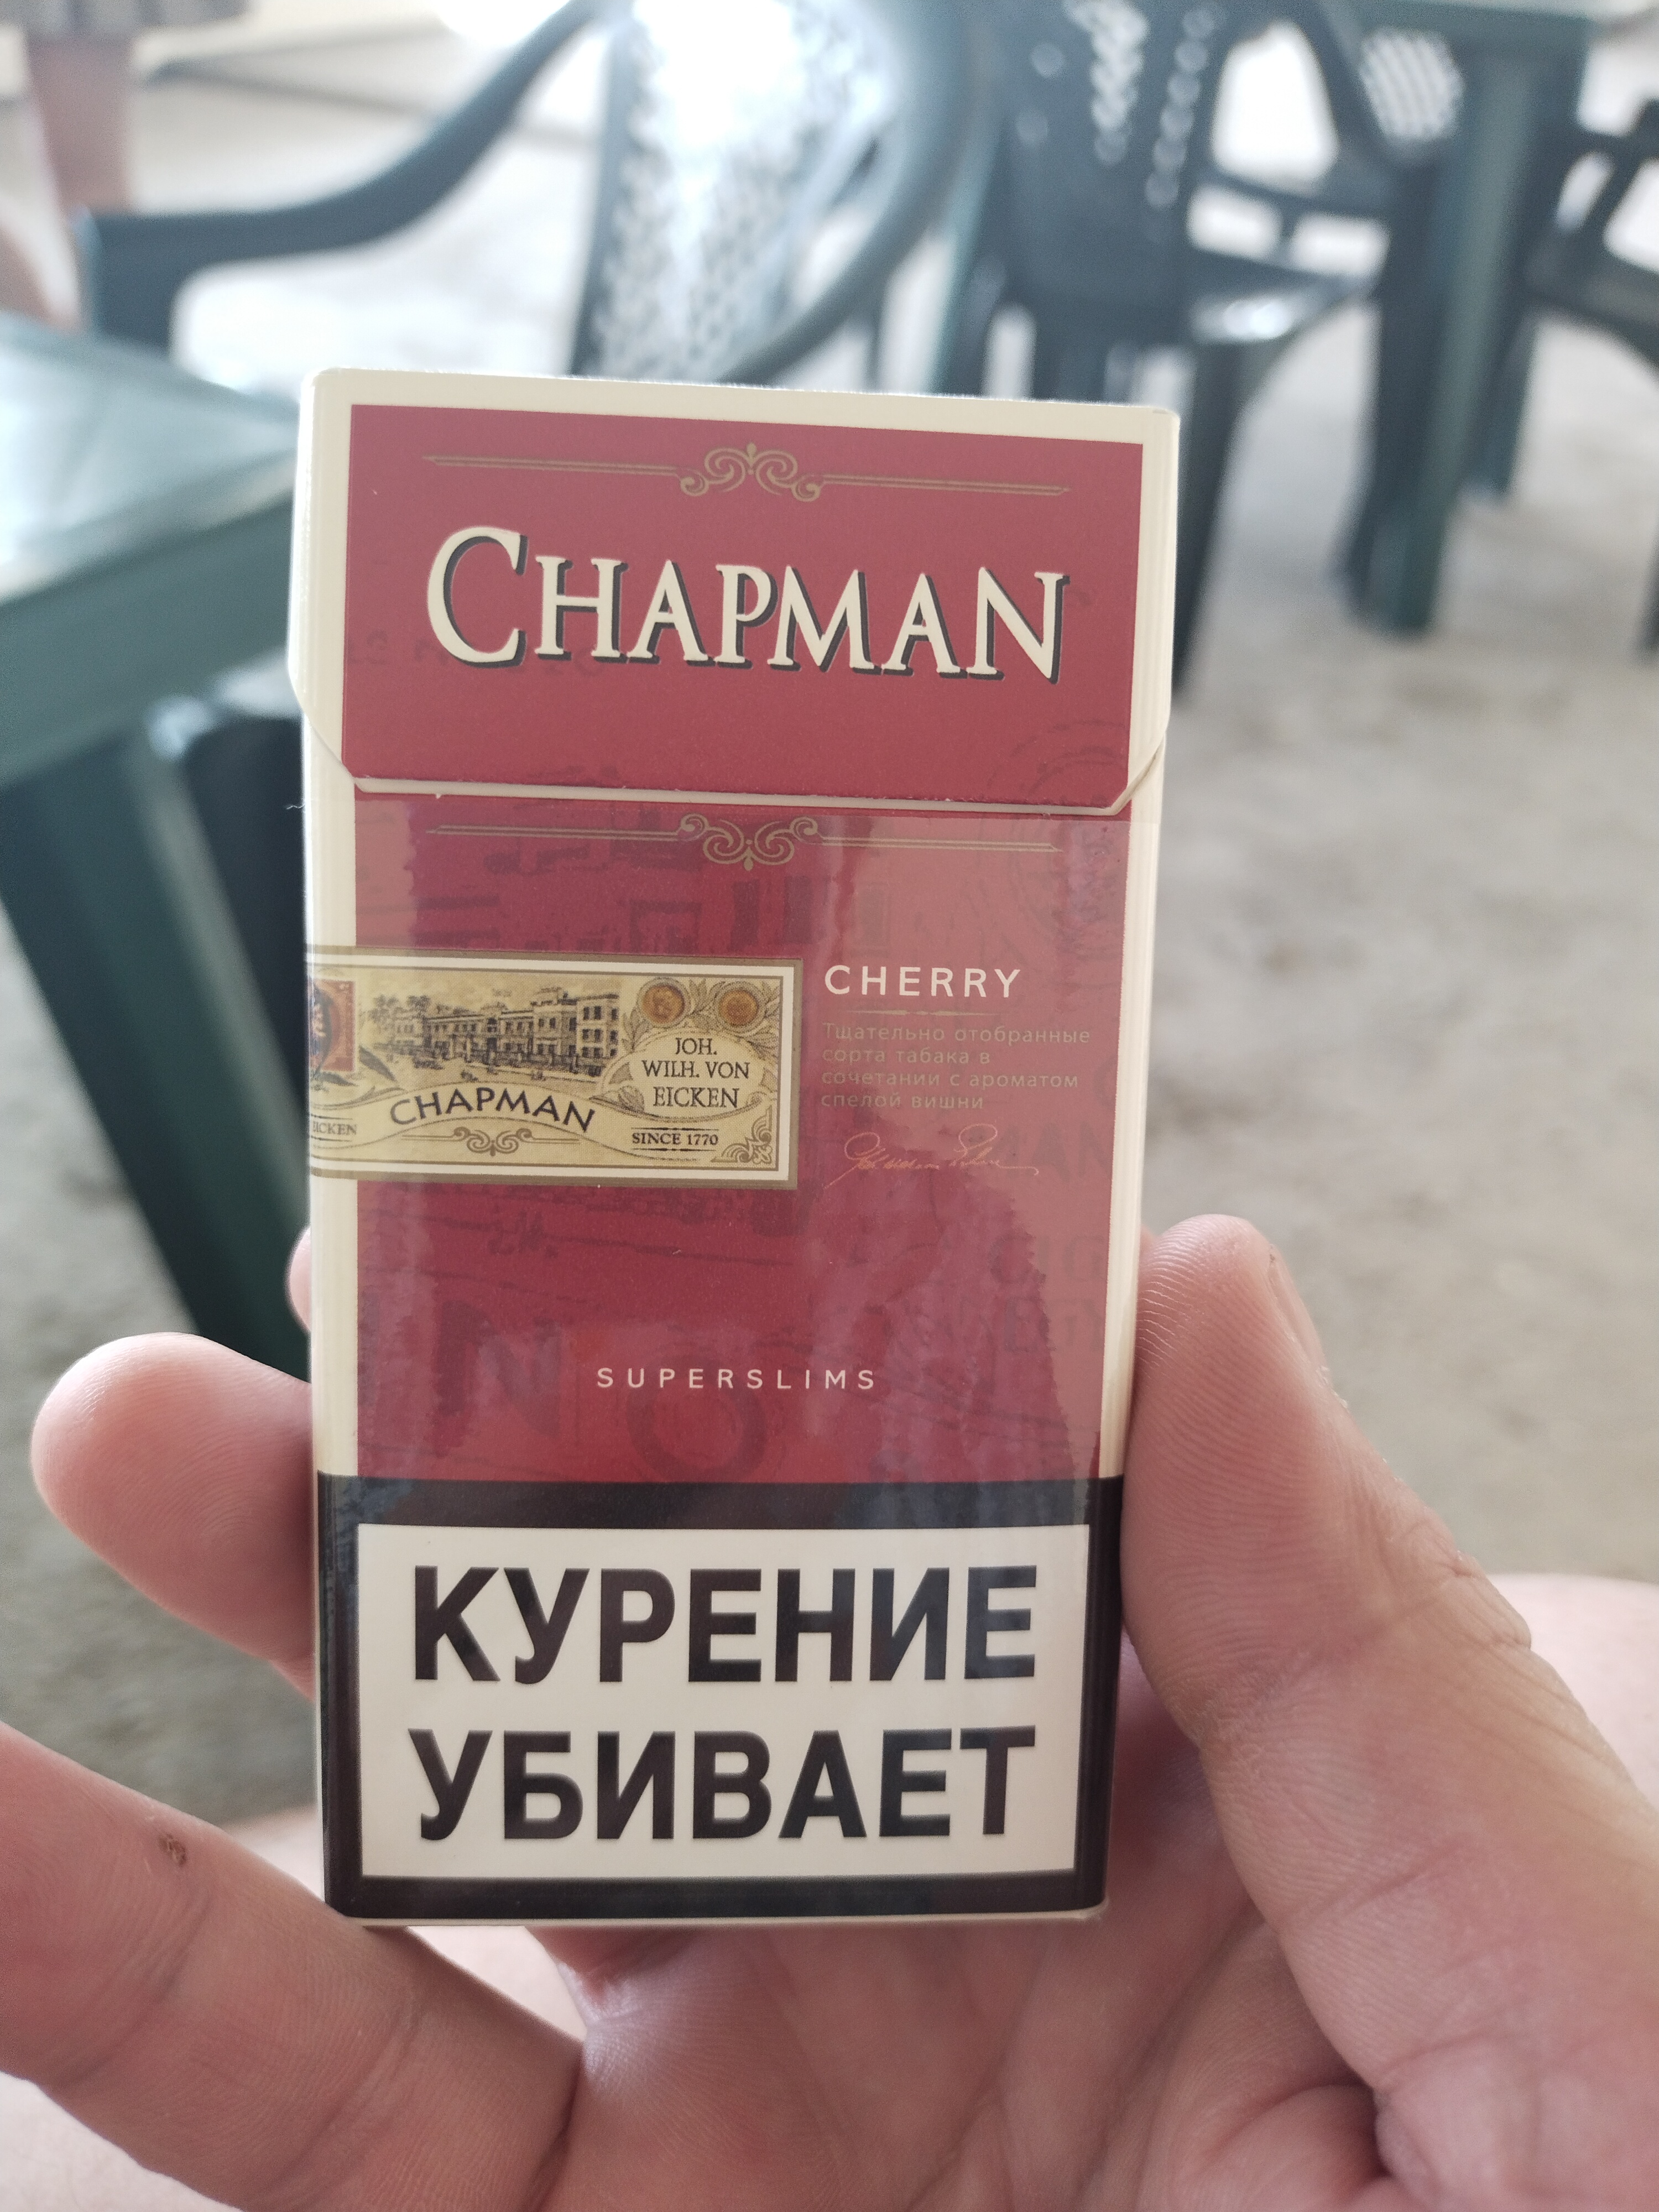 CHAPMAN
CHERRY
Тщательно отобранные
сорта табака в
сочетании с ароматом
спелой вишни
JOH.
WILH. VON
EICKEN
CHAPMAN
EICKEN
SINCE 1770
SUPERSLIMS
КУРЕНИЕ
УБИВАЕТ